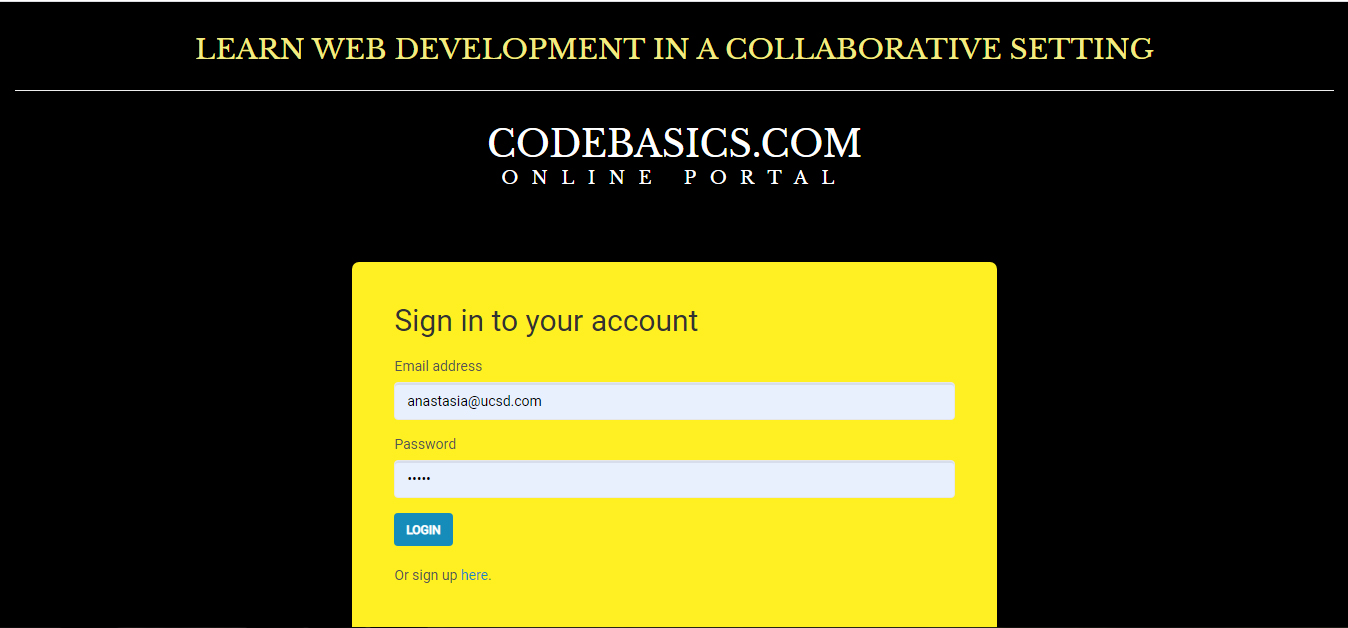 LEARN WEB DEVELOPMENT IN A COLLABORATIVE SETTING
CODEBASICS.COM
ONLINE PORTAL
Sign in to your account
Email address
anastasia@ucsd.com
Password
•••••
LOGIN
Or sign up here.